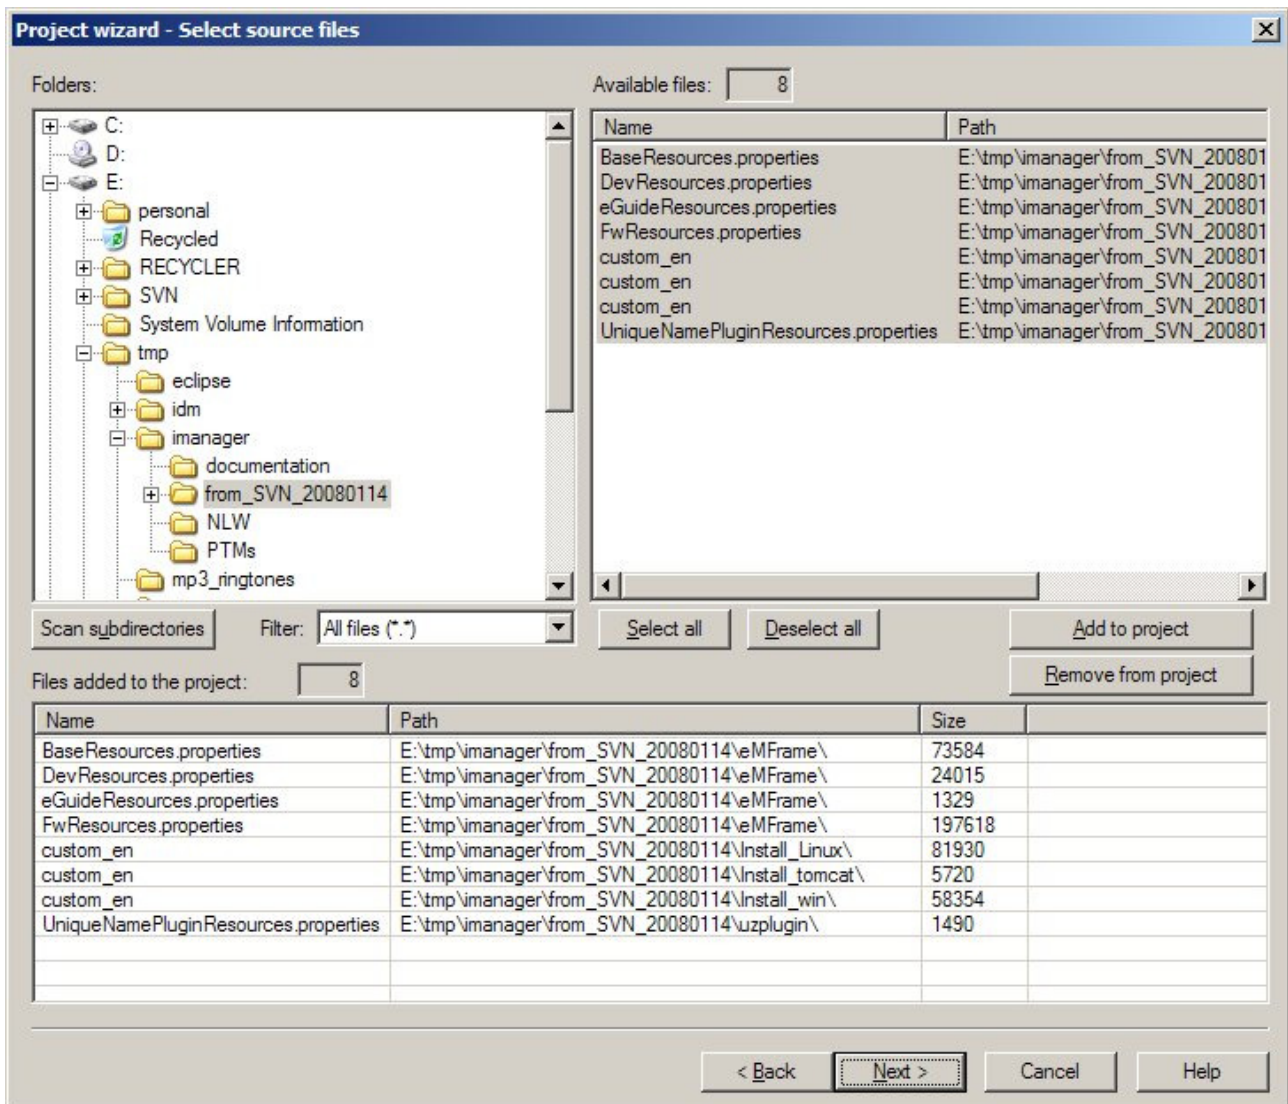 Project wizard - Select source files
Folders:
Available files: 8
C:
D:
E:
personal
Recycled
RECYCLER
SVN
System Volume Information
tmp
eclipse
idm
imanager
documentation
from_SVN_20080114
NLW
PTMs
mp3_ringtones
Name Path
BaseResources.properties E:\tmp\imanager\from_SVN_200801
DevResources.properties E:\tmp\imanager\from_SVN_200801
eGuideResources.properties E:\tmp\imanager\from_SVN_200801
FwResources.properties E:\tmp\imanager\from_SVN_200801
custom_en E:\tmp\imanager\from_SVN_200801
custom_en E:\tmp\imanager\from_SVN_200801
custom_en E:\tmp\imanager\from_SVN_200801
UniqueNamePluginResources.properties E:\tmp\imanager\from_SVN_200801
Scan subdirectories Filter: All files (*.*) Select all Deselect all Add to project
Files added to the project: 8 Remove from project
Name Path Size
BaseResources.properties E:\tmp\imanager\from_SVN_20080114\eMFrame\ 73584
DevResources.properties E:\tmp\imanager\from_SVN_20080114\eMFrame\ 24015
eGuideResources.properties E:\tmp\imanager\from_SVN_20080114\eMFrame\ 1329
FwResources.properties E:\tmp\imanager\from_SVN_20080114\eMFrame\ 197618
custom_en E:\tmp\imanager\from_SVN_20080114\Install_Linux\ 81930
custom_en E:\tmp\imanager\from_SVN_20080114\Install_tomcat\ 5720
custom_en E:\tmp\imanager\from_SVN_20080114\Install_win\ 58354
UniqueNamePluginResources.properties E:\tmp\imanager\from_SVN_20080114\uzplugin\ 1490
< Back Next > Cancel Help